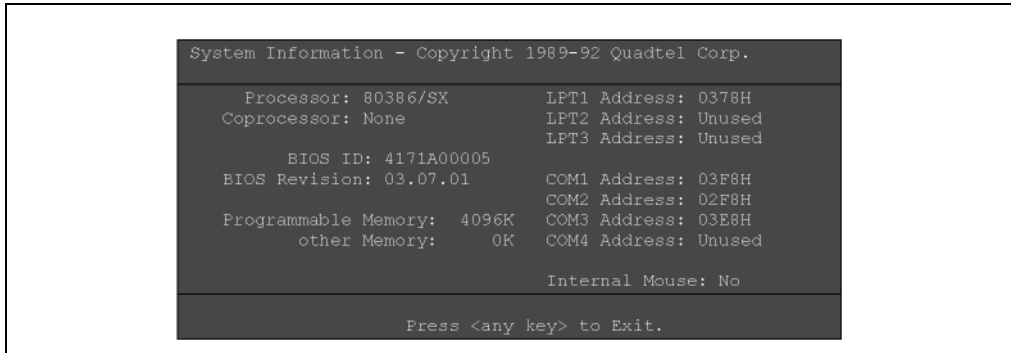 System Information - Copyright 1989-92 Quadtel Corp.
Processor: 80386/SX LPT1 Address: 0378H
Coprocessor: None LPT2 Address: Unused
LPT3 Address: Unused
BIOS ID: 4171A00005
BIOS Revision: 03.07.01 COM1 Address: 03F8H
COM2 Address: 02F8H
Programmable Memory: 4096K COM3 Address: 03E8H
other Memory: 0K COM4 Address: Unused
Internal Mouse: No
Press <any key> to Exit.